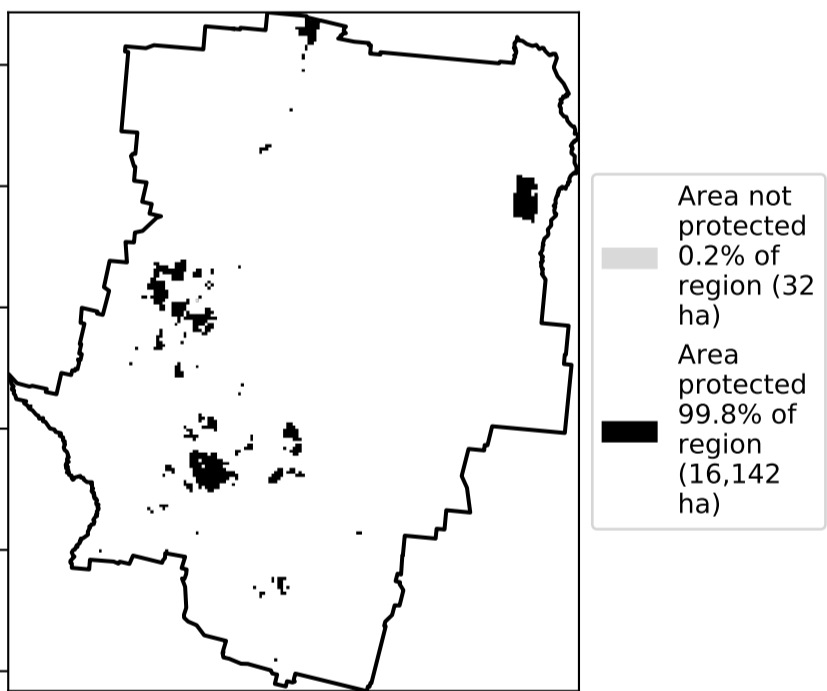 Area not
protected
0.2% of
region (32
ha)
Area
protected
99.8% of
region
(16,142
ha)